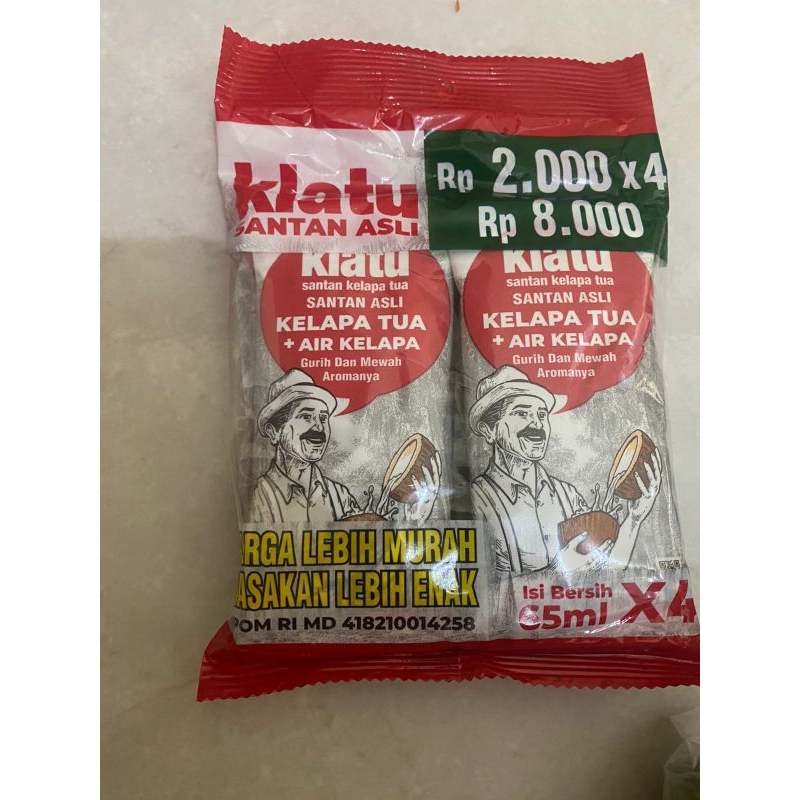 klatu
SANTAN ASLI
Rp 2.000 x 4
Rp 8.000
klatu
santan kelapa tua
SANTAN ASLI
KELAPA TUA
+ AIR KELAPA
Gurih Dan Mewah
Aromanya
klatu
santan kelapa tua
SANTAN ASLI
KELAPA TUA
+ AIR KELAPA
Gurih Dan Mewah
Aromanya
ARGA LEBIH MURAH
ASAKAN LEBIH ENAK
POM RI MD 418210014258
Isi Bersih
65ml X4